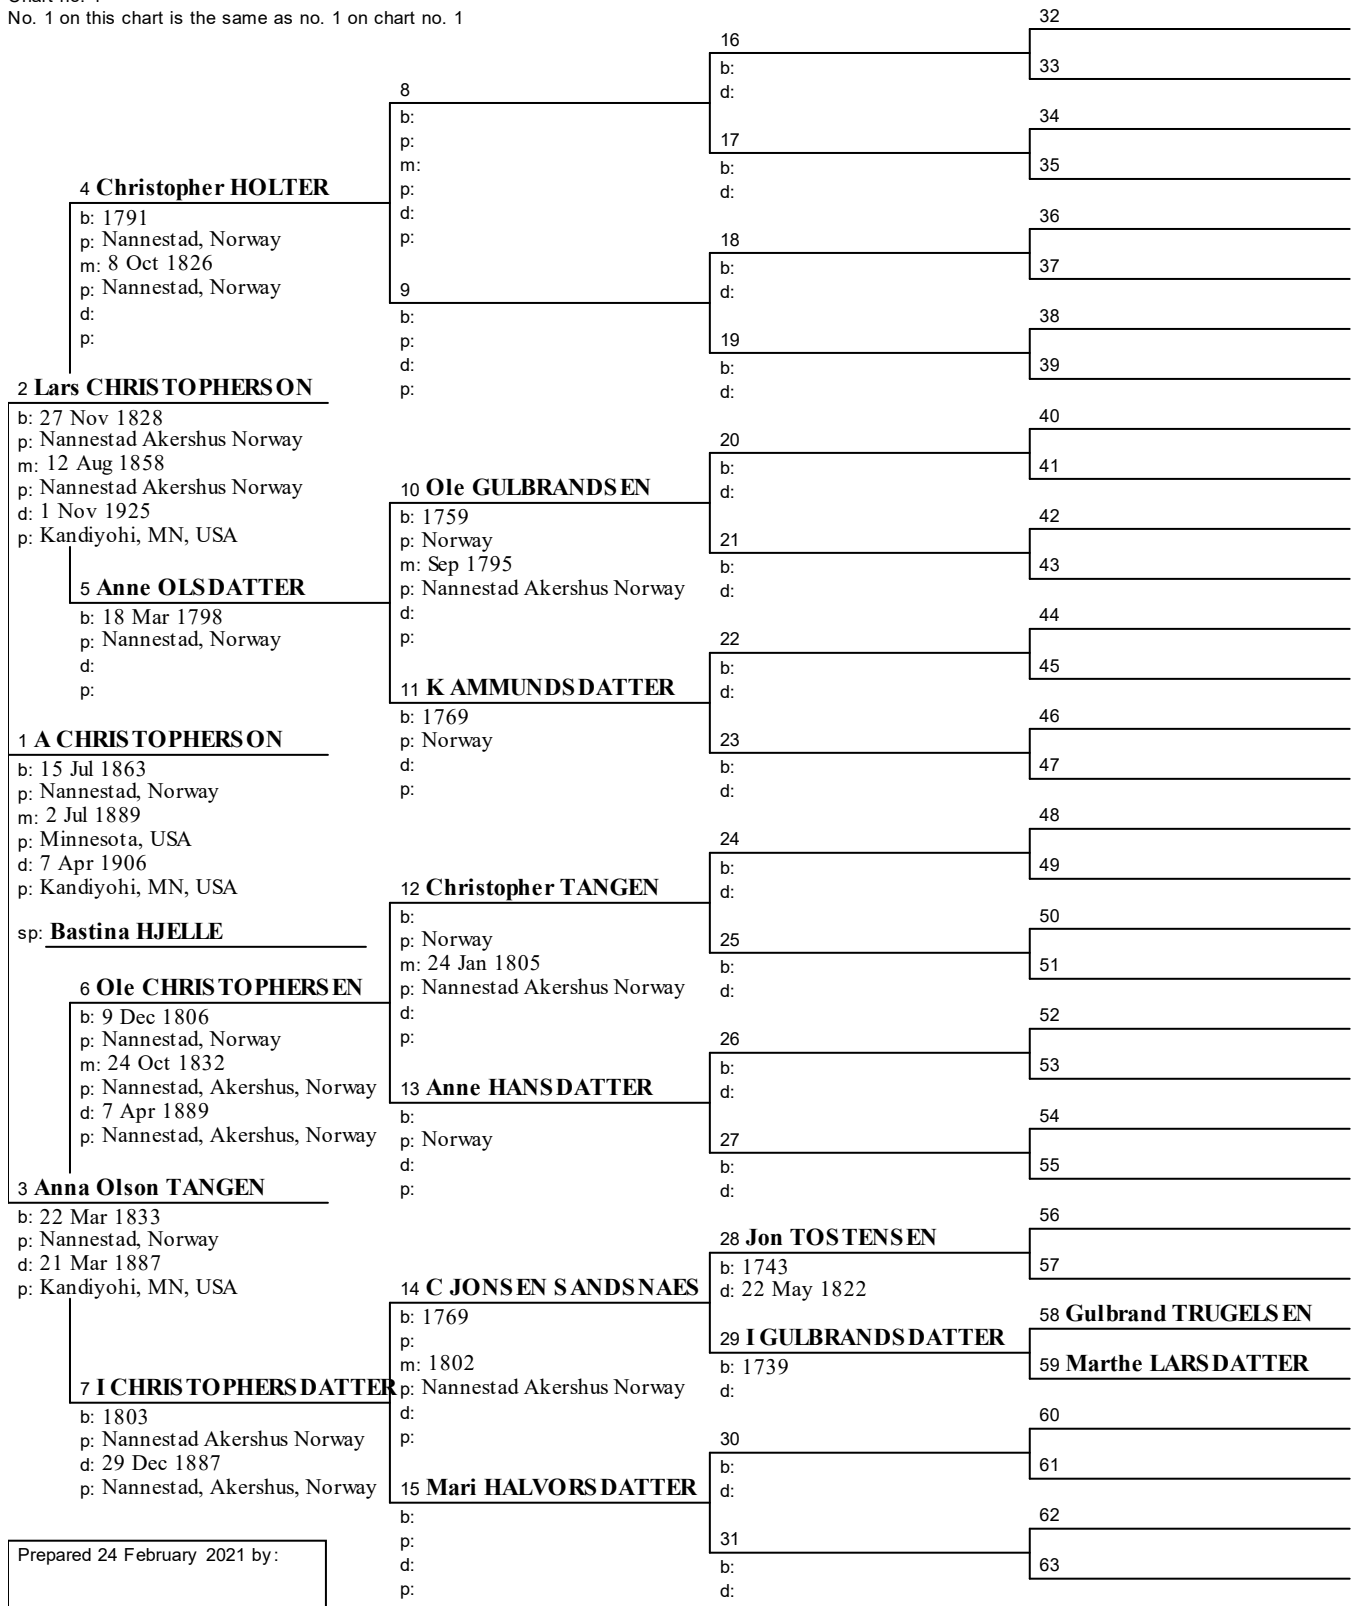 No. 1 on this chart is the same as no. 1 on chart no. 1
4 Christopher HOLTER
b: 1791
p: Nannestad, Norway
m: 8 Oct 1826
p: Nannestad, Norway
d:
p:
2 Lars CHRISTOPHERSON
b: 27 Nov 1828
p: Nannestad Akershus Norway
m: 12 Aug 1858
p: Nannestad Akershus Norway
d: 1 Nov 1925
p: Kandiyohi, MN, USA
5 Anne OLSDATTER
b: 18 Mar 1798
p: Nannestad, Norway
d:
p:
1 A CHRISTOPHERSON
b: 15 Jul 1863
p: Nannestad, Norway
m: 2 Jul 1889
p: Minnesota, USA
d: 7 Apr 1906
p: Kandiyohi, MN, USA
sp: Bastina HJELLE
6 Ole CHRISTOPHERSEN
b: 9 Dec 1806
p: Nannestad, Norway
m: 24 Oct 1832
p: Nannestad, Akershus, Norway
d: 7 Apr 1889
p: Nannestad, Akershus, Norway
3 Anna Olson TANGEN
b: 22 Mar 1833
p: Nannestad, Norway
d: 21 Mar 1887
p: Kandiyohi, MN, USA
7 I CHRISTOPHERSDATTER
b: 1803
p: Nannestad Akershus Norway
d: 29 Dec 1887
p: Nannestad, Akershus, Norway
Prepared 24 February 2021 by:
8
b:
p:
m:
p:
d:
p:
9
b:
p:
d:
p:
10 Ole GULBRANDSEN
b: 1759
p: Norway
m: Sep 1795
p: Nannestad Akershus Norway
d:
p:
11 K AMMUNDSDATTER
b: 1769
p: Norway
d:
p:
12 Christopher TANGEN
b:
p: Norway
m: 24 Jan 1805
p: Nannestad Akershus Norway
d:
p:
13 Anne HANSDATTER
b:
p: Norway
d:
p:
14 C JONSEN SANDSNAES
b: 1769
p:
m: 1802
p: Nannestad Akershus Norway
d:
p:
15 Mari HALVORSDATTER
b:
p:
d:
p:
16
b:
d:
17
b:
d:
18
b:
d:
19
b:
d:
20
b:
d:
21
b:
d:
22
b:
d:
23
b:
d:
24
b:
d:
25
b:
d:
26
b:
d:
27
b:
d:
28 Jon TOSTENSEN
b: 1743
d: 22 May 1822
29 I GULBRANDSDATTER
b: 1739
d:
30
b:
d:
31
b:
d:
32
33
34
35
36
37
38
39
40
41
42
43
44
45
46
47
48
49
50
51
52
53
54
55
56
57
58 Gulbrand TRUGELSEN
59 Marthe LARSDATTER
60
61
62
63